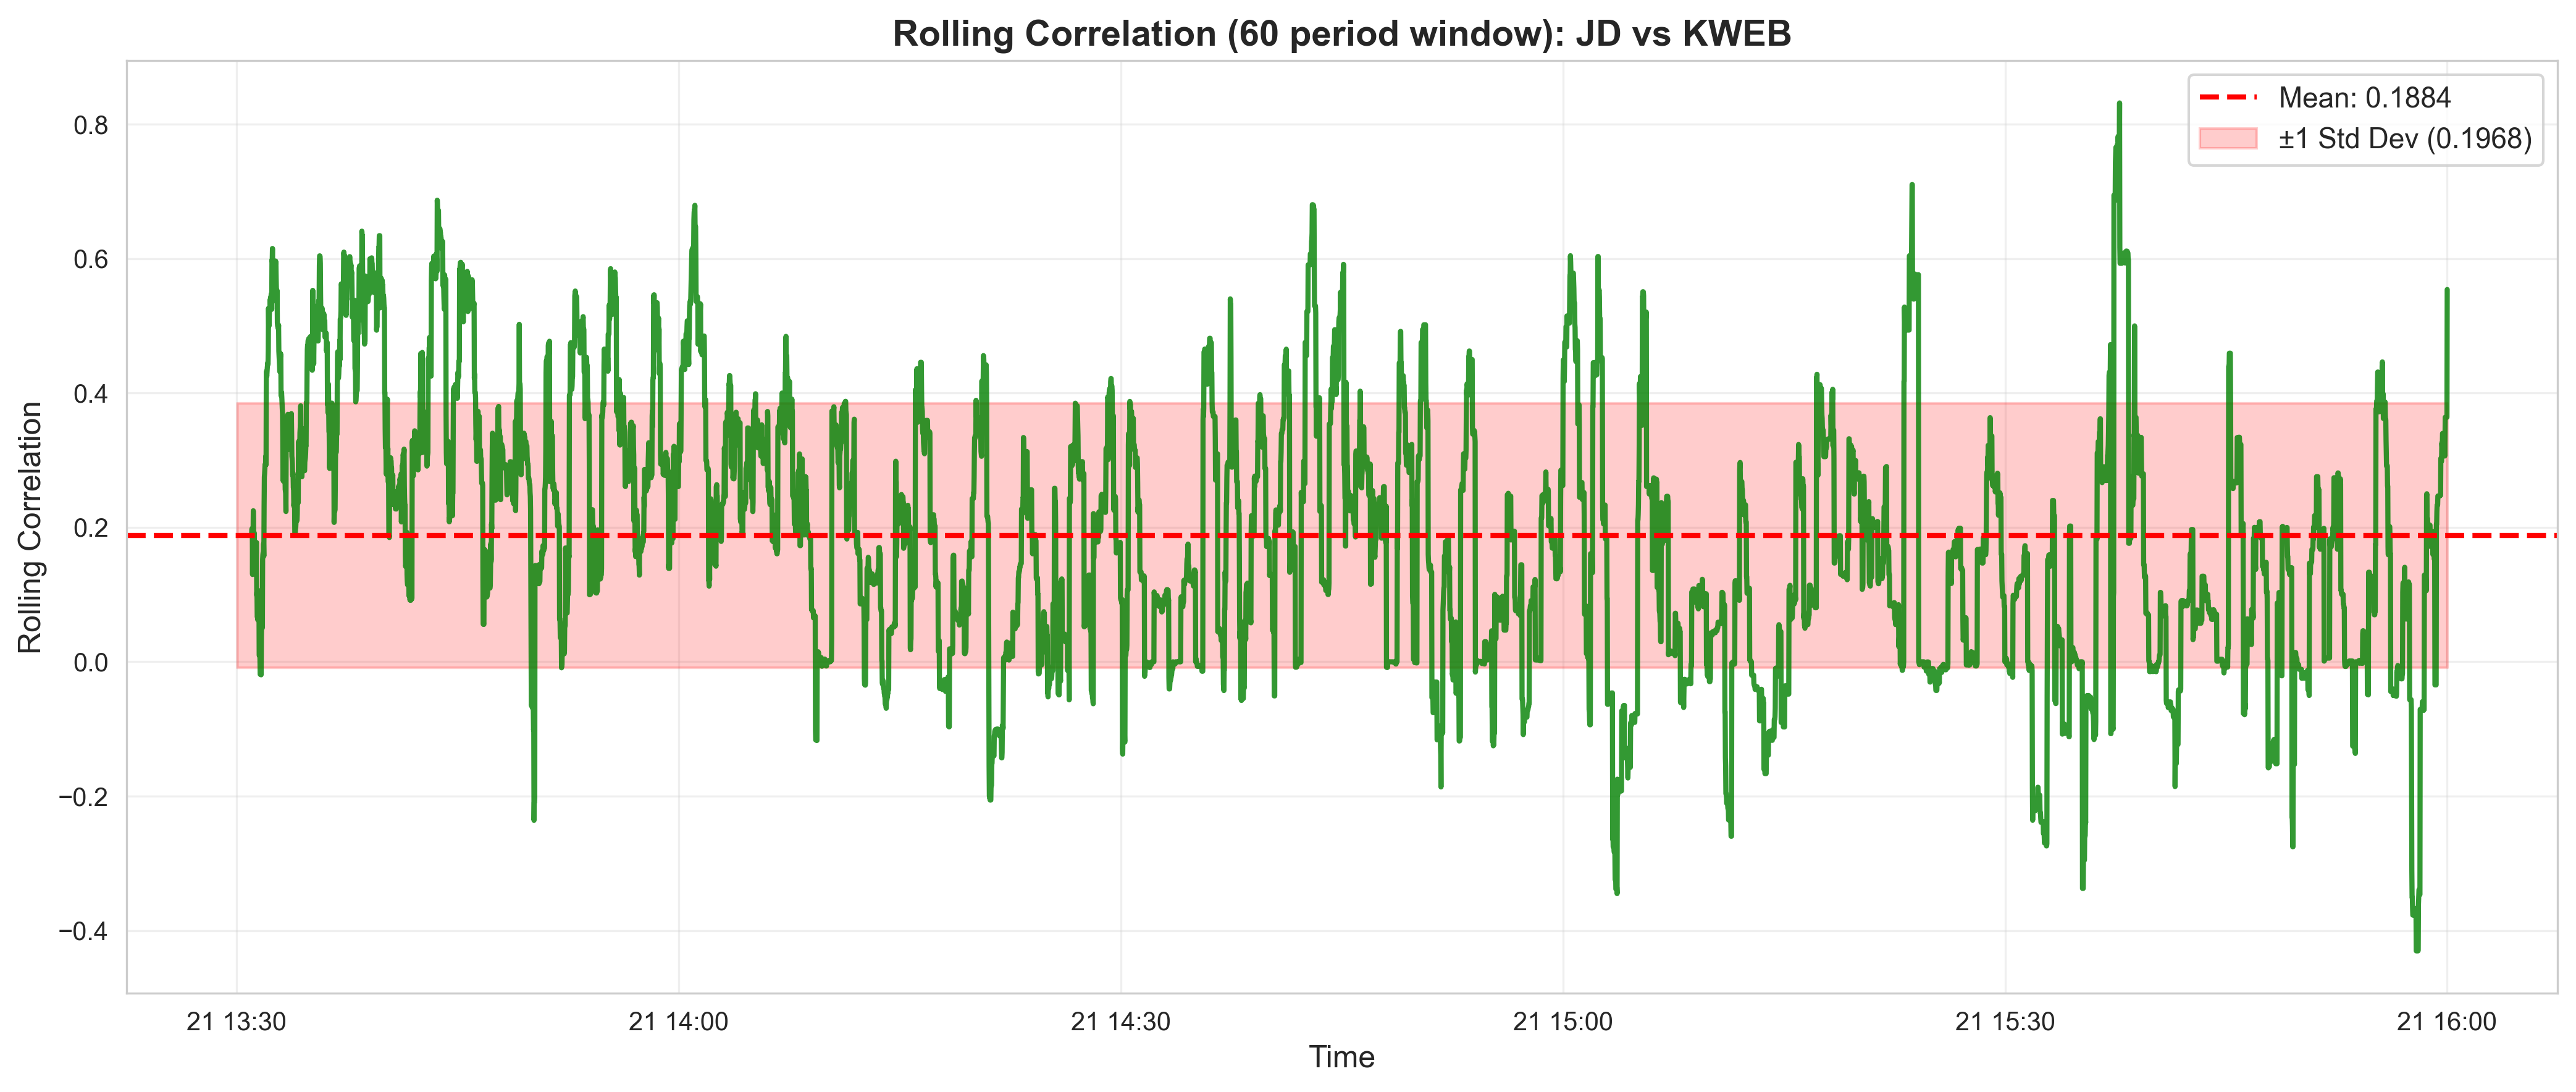 Rolling Correlation (60 period window): JD vs KWEB
Mean: 0.1884
±1 Std Dev (0.1968)
Rolling Correlation
0.8
0.6
0.4
0.2
0.0
−0.2
−0.4
21 13:30
21 14:00
21 14:30
21 15:00
21 15:30
21 16:00
Time